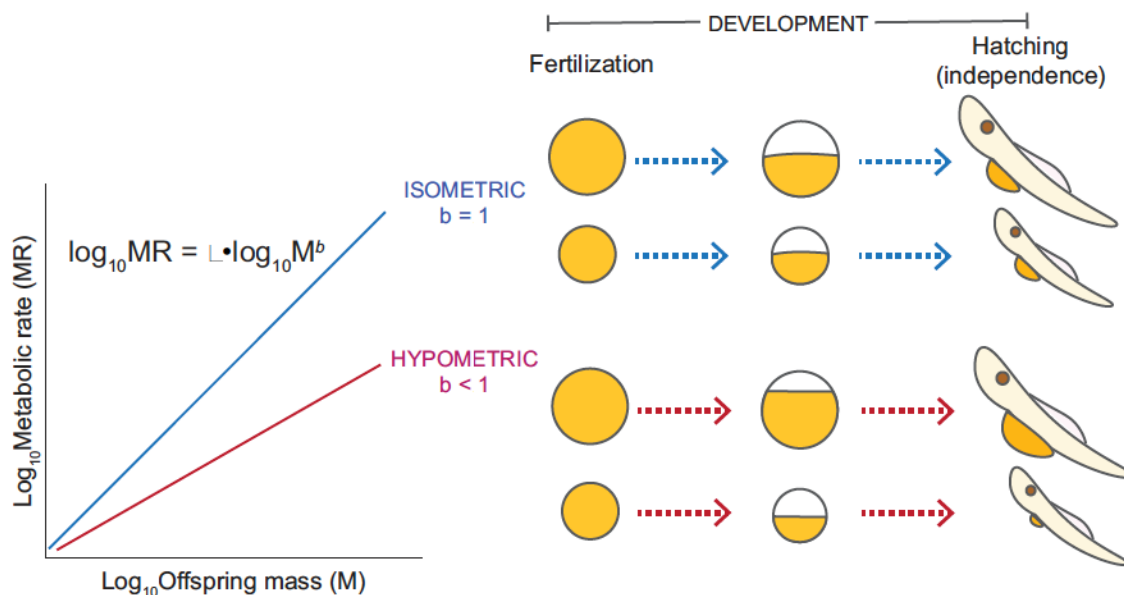 DEVELOPMENT
Fertilization
Hatching
(independence)
ISOMETRIC
b = 1
log₁₀MR = ∟•log₁₀Mᵇ
HYPOMETRIC
b < 1
Log₁₀Metabolic rate (MR)
Log₁₀Offspring mass (M)